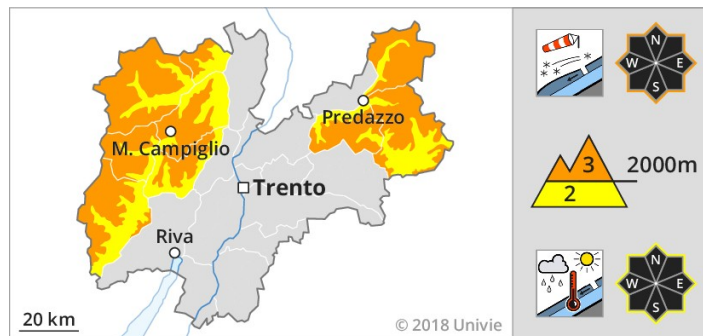 Predazzo
M. Campiglio
Trento
Riva
20 km
© 2018 Univie
N
W E
S
3 2000m
2
N
W E
S